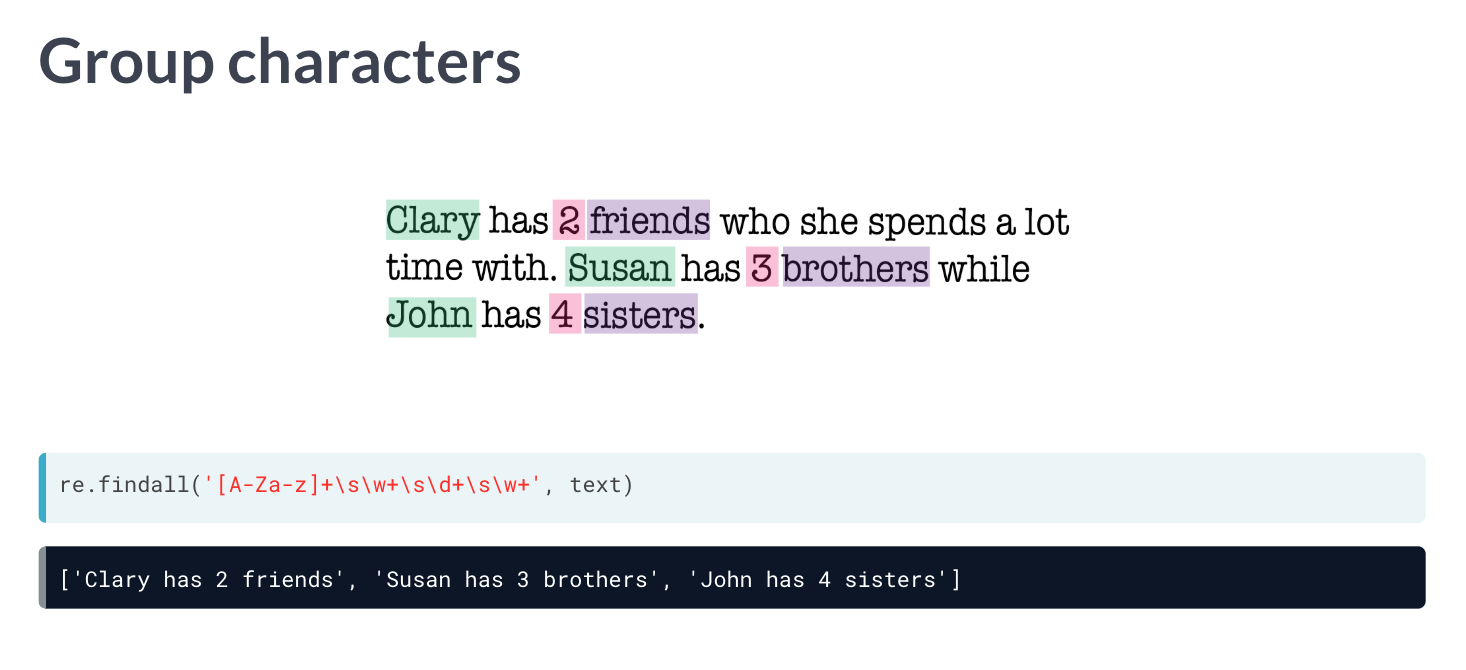 Group characters
Clary has 2 friends who she spends a lot
time with. Susan has 3 brothers while
John has 4 sisters.
re.findall('[A-Za-z]+\s\w+\s\d+\s\w+', text)
['Clary has 2 friends', 'Susan has 3 brothers', 'John has 4 sisters']